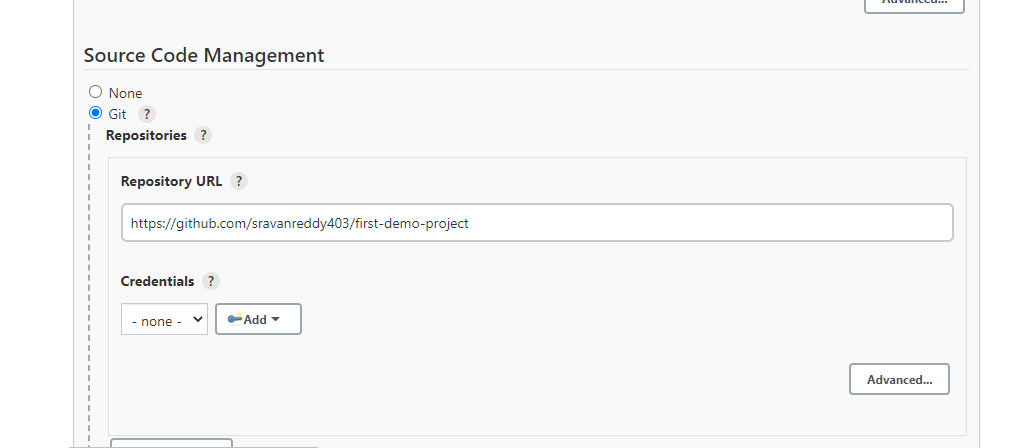 Advanced...
Source Code Management
None
Git ?
Repositories ?
Repository URL ?
https://github.com/sravanreddy403/first-demo-project
Credentials ?
- none - Add
Advanced...